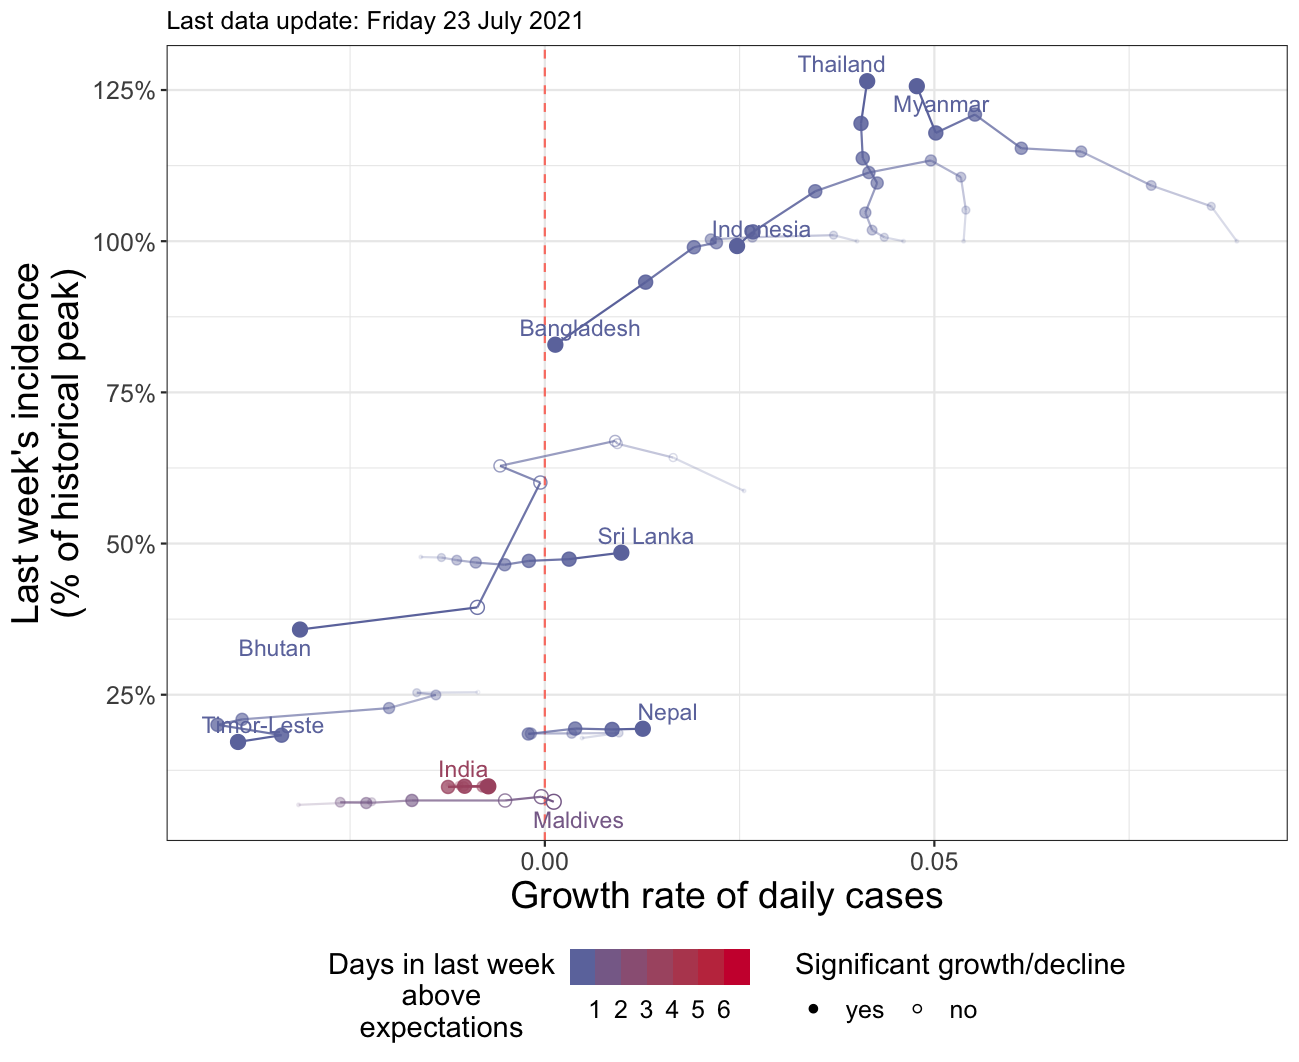 Last data update: Friday 23 July 2021
Last week's incidence
(% of historical peak)
125%
100%
75%
50%
25%
Thailand
Myanmar
Indonesia
Bangladesh
Sri Lanka
Bhutan
Nepal
Timor-Leste
India
Maldives
0.00 0.05
Growth rate of daily cases
Days in last week
above
expectations
1 2 3 4 5 6
Significant growth/decline
yes no